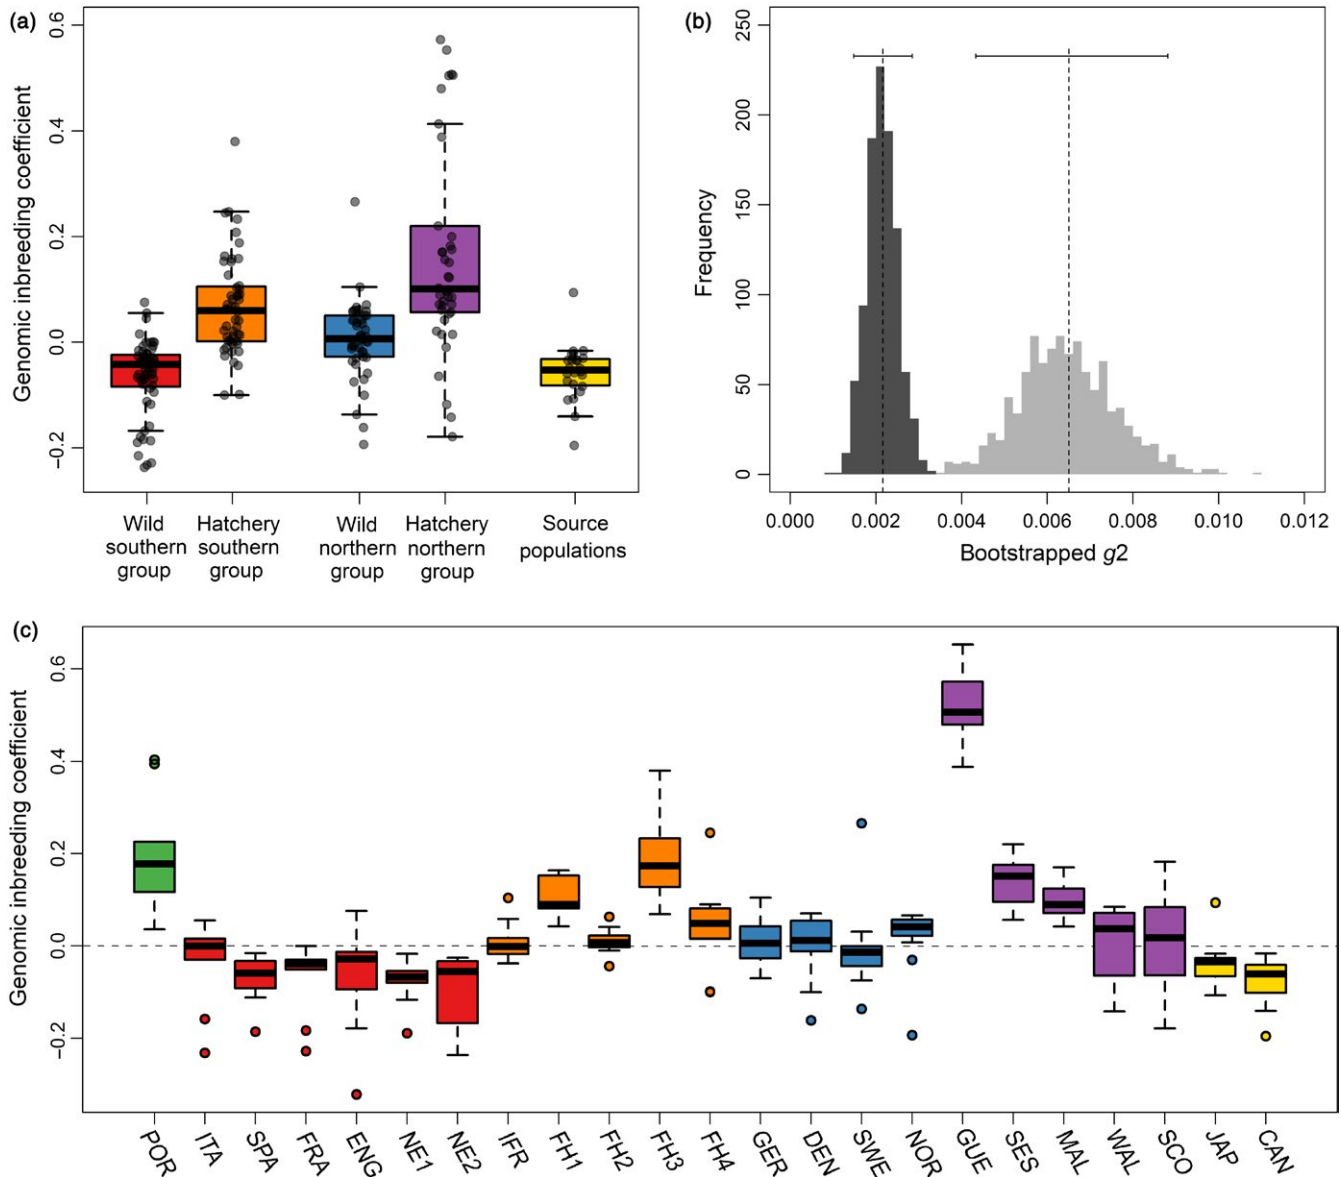 (a)
Genomic inbreeding coefficient
0.6
0.4
0.2
0.0
−0.2
Wild southern group
Hatchery southern group
Wild northern group
Hatchery northern group
Source populations
(b)
Frequency
250
200
150
100
50
0
0.000 0.002 0.004 0.006 0.008 0.010 0.012
Bootstrapped g2
(c)
Genomic inbreeding coefficient
0.6
0.4
0.2
0.0
−0.2
POR ITA SPA FRA ENG NE1 NE2 IFR FH1 FH2 FH3 FH4 GER DEN SWE NOR GUE SES MAL WAL SCO JAP CAN